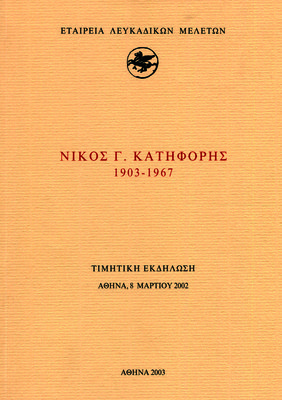 ΕΤΑΙΡΕΙΑ ΛΕΥΚΑΔΙΚΩΝ ΜΕΛΕΤΩΝ
ΝΙΚΟΣ Γ. ΚΑΤΗΦΟΡΗΣ
1903-1967
ΤΙΜΗΤΙΚΗ ΕΚΔΗΛΩΣΗ
ΑΘΗΝΑ, 8 ΜΑΡΤΙΟΥ 2002
ΑΘΗΝΑ 2003